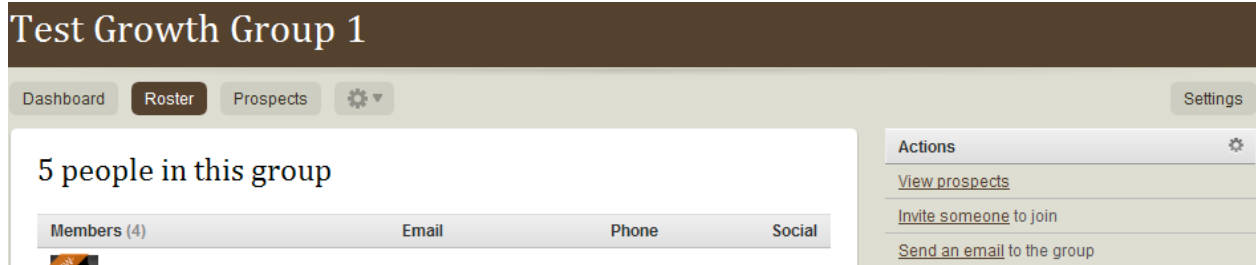 Test Growth Group 1
Dashboard Roster Prospects Settings
5 people in this group
Members (4) Email Phone Social
Actions
View prospects
Invite someone to join
Send an email to the group